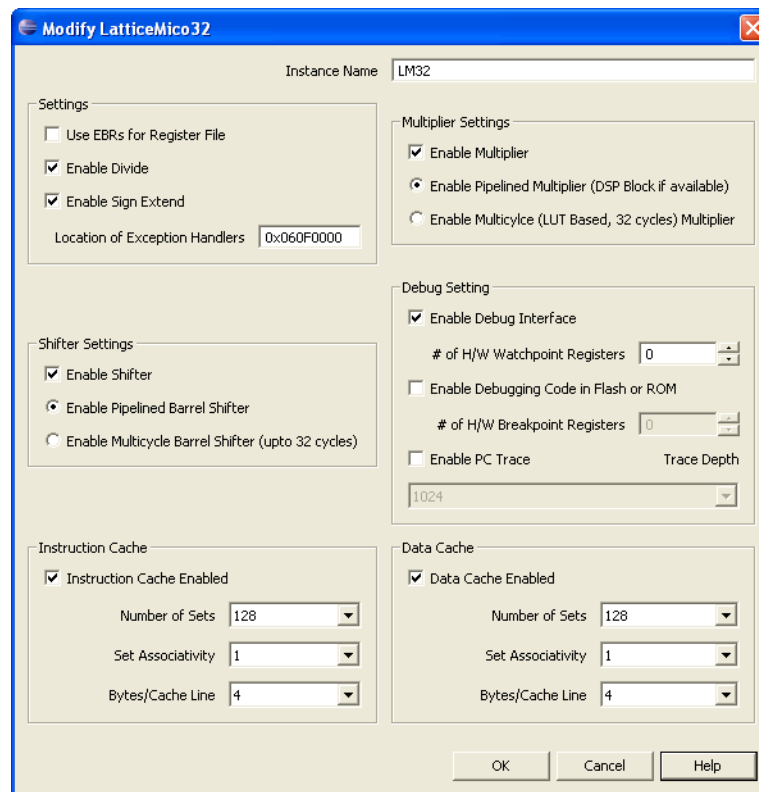 Modify LatticeMico32
Instance Name LM32
Settings
Use EBRs for Register File
Enable Divide
Enable Sign Extend
Location of Exception Handlers 0x060F0000
Multiplier Settings
Enable Multiplier
Enable Pipelined Multiplier (DSP Block if available)
Enable Multicylce (LUT Based, 32 cycles) Multiplier
Shifter Settings
Enable Shifter
Enable Pipelined Barrel Shifter
Enable Multicycle Barrel Shifter (upto 32 cycles)
Debug Setting
Enable Debug Interface
# of H/W Watchpoint Registers 0
Enable Debugging Code in Flash or ROM
# of H/W Breakpoint Registers 0
Enable PC Trace Trace Depth
1024
Instruction Cache
Instruction Cache Enabled
Number of Sets 128
Set Associativity 1
Bytes/Cache Line 4
Data Cache
Data Cache Enabled
Number of Sets 128
Set Associativity 1
Bytes/Cache Line 4
OK Cancel Help